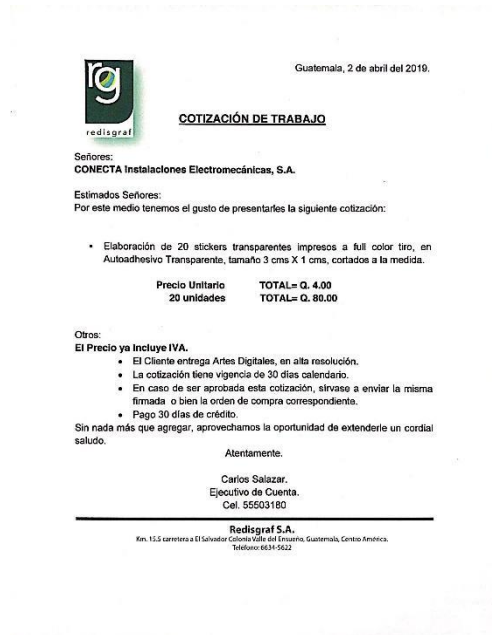 Guatemala, 2 de abril del 2019.
rg
redisgraf
COTIZACIÓN DE TRABAJO
Señores:
CONECTA Instalaciones Electromecánicas, S.A.
Estimados Señores:
Por este medio tenemos el gusto de presentarles la siguiente cotización:
• Elaboración de 20 stickers transparentes impresos a full color tiro, en
Autoadhesivo Transparente, tamaño 3 cms X 1 cms, cortados a la medida.
Precio Unitario TOTAL= Q. 4.00
20 unidades TOTAL= Q. 80.00
Otros:
El Precio ya Incluye IVA.
• El Cliente entrega Artes Digitales, en alta resolución.
• La cotización tiene vigencia de 30 días calendario.
• En caso de ser aprobada esta cotización, sírvase a enviar la misma
firmada o bien la orden de compra correspondiente.
• Pago 30 días de crédito.
Sin nada más que agregar, aprovechamos la oportunidad de extenderle un cordial
saludo.
Atentamente.
Carlos Salazar.
Ejecutivo de Cuenta.
Cel. 55503180
Redisgraf S.A.
Km. 15.5 carretera a El Salvador Colonia Valle del Ensueño, Guatemala, Centro América.
Teléfono: 6634-5622